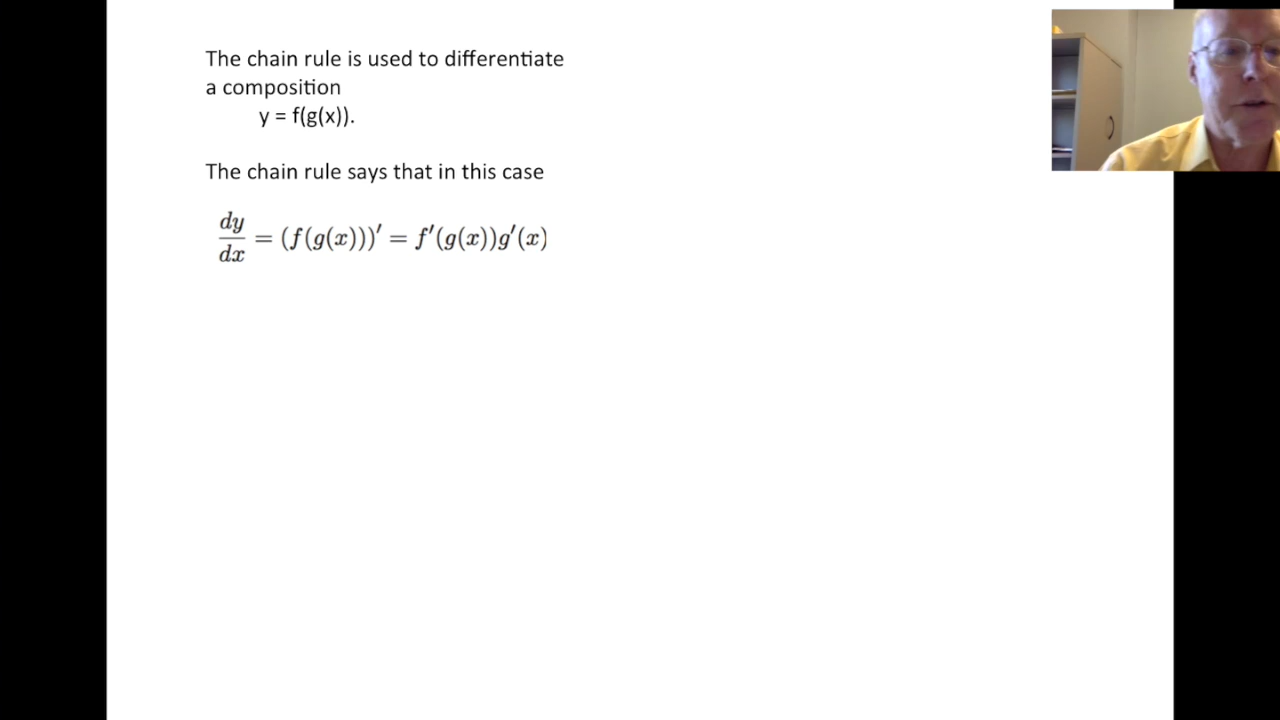 The chain rule is used to differentiate
a composition
y = f(g(x)).
The chain rule says that in this case
dy/dx = (f(g(x)))′ = f′(g(x))g′(x)